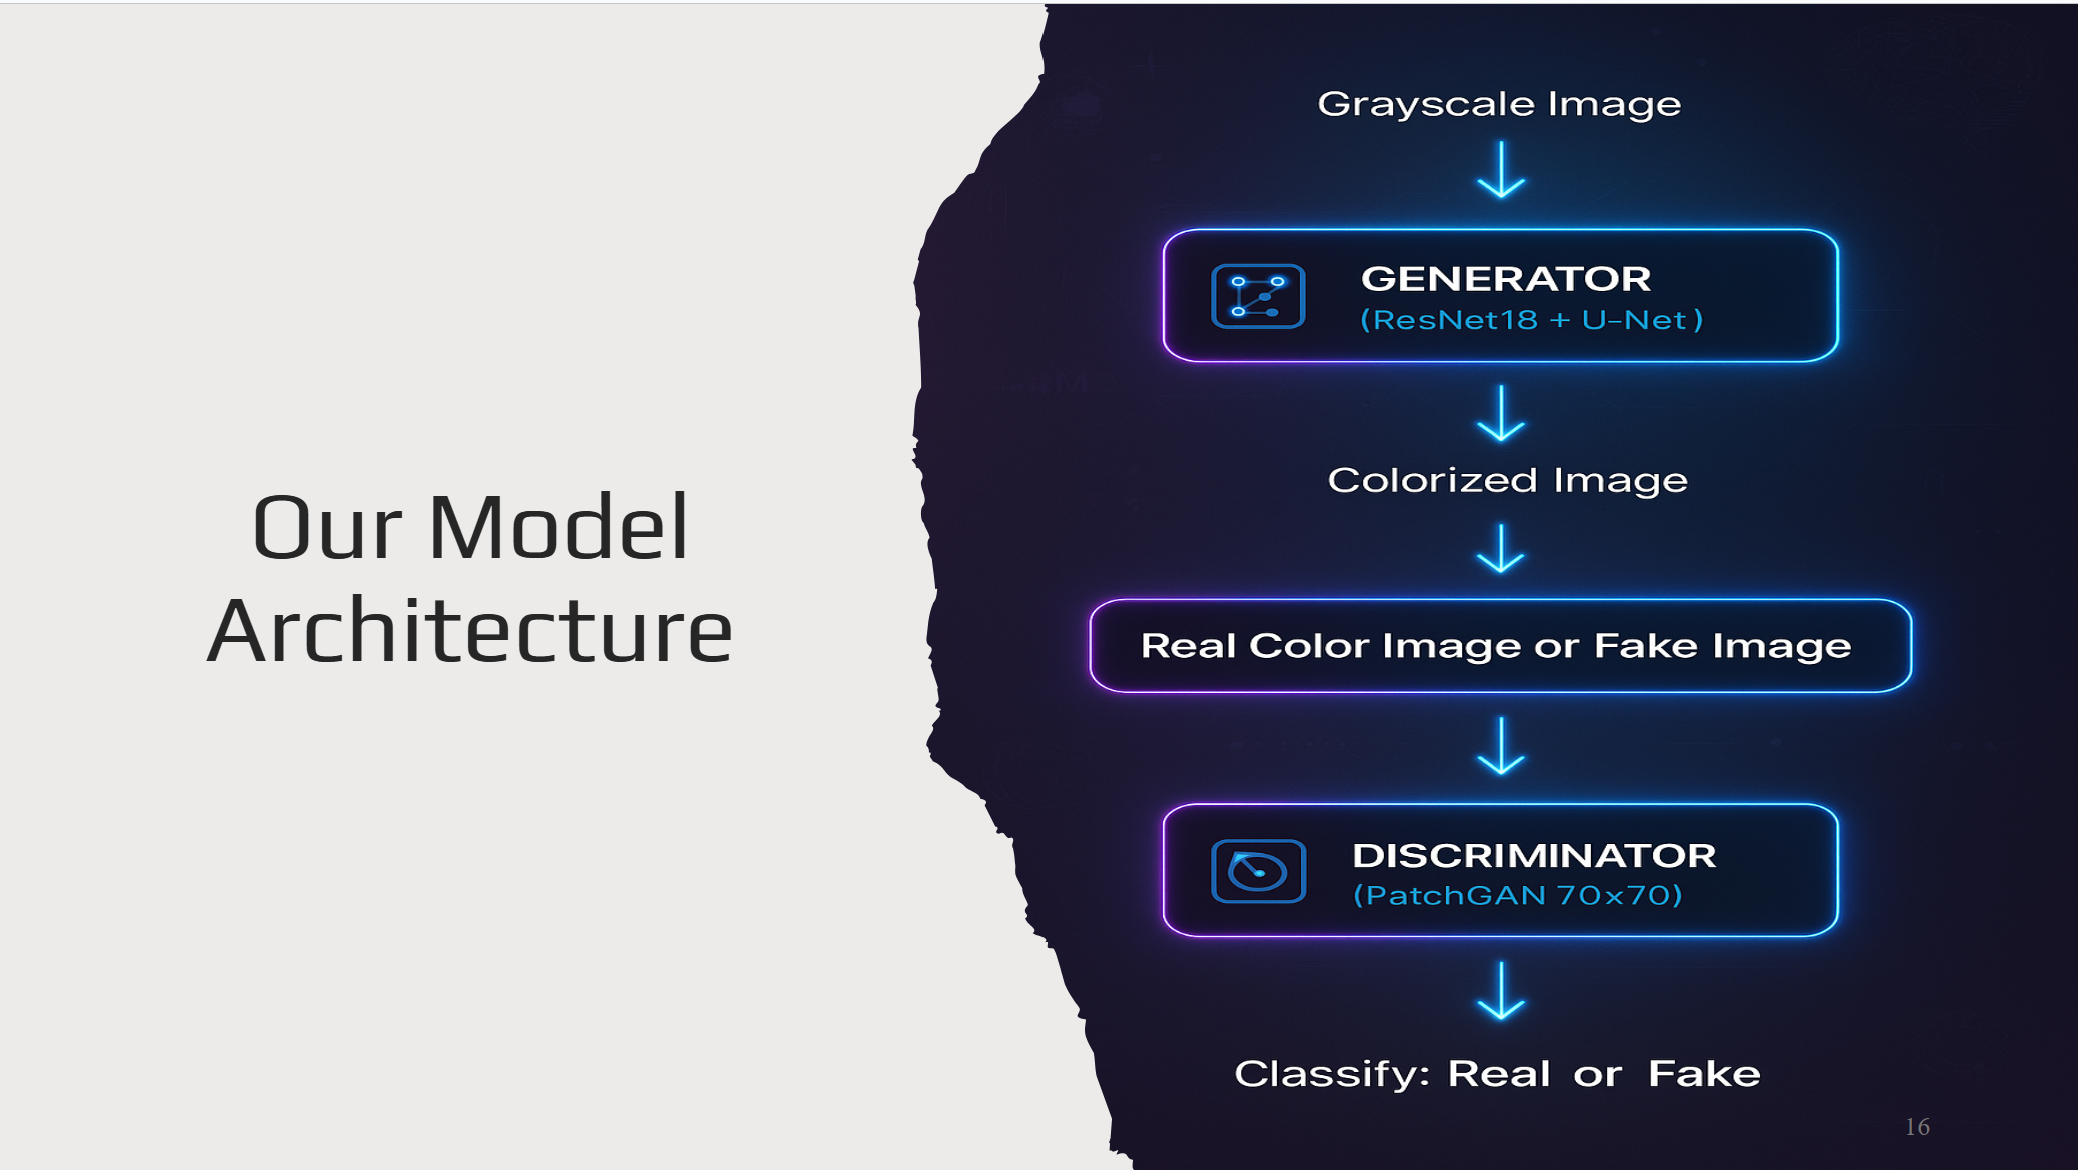 Our Model
Architecture
Grayscale Image
GENERATOR
(ResNet18 + U-Net)
Colorized Image
Real Color Image or Fake Image
DISCRIMINATOR
(PatchGAN 70x70)
Classify: Real or Fake
16